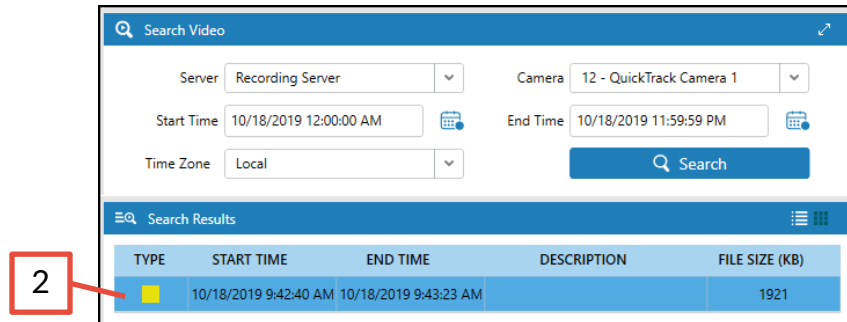 Search Video
Server Recording Server Camera 12 - QuickTrack Camera 1
Start Time 10/18/2019 12:00:00 AM End Time 10/18/2019 11:59:59 PM
Time Zone Local Search
Search Results
TYPE START TIME END TIME DESCRIPTION FILE SIZE (KB)
2 10/18/2019 9:42:40 AM 10/18/2019 9:43:23 AM 1921